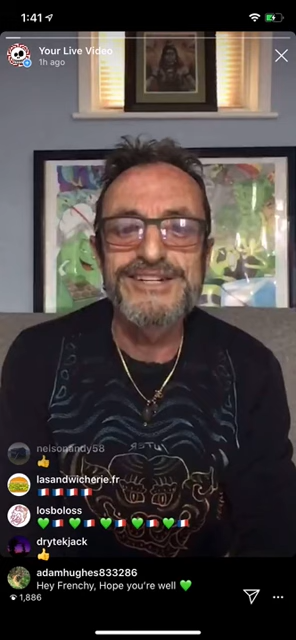 1:41
Your Live Video
1h ago
nelsonandy58
👍
lasandwicherie.fr
🇫🇷🇫🇷🇫🇷🇫🇷
losboloss
💚🇫🇷💚🇫🇷💚🇫🇷💚🇫🇷💚🇫🇷
drytekjack
👍
adamhughes833286
Hey Frenchy, Hope you're well 💚
1,886